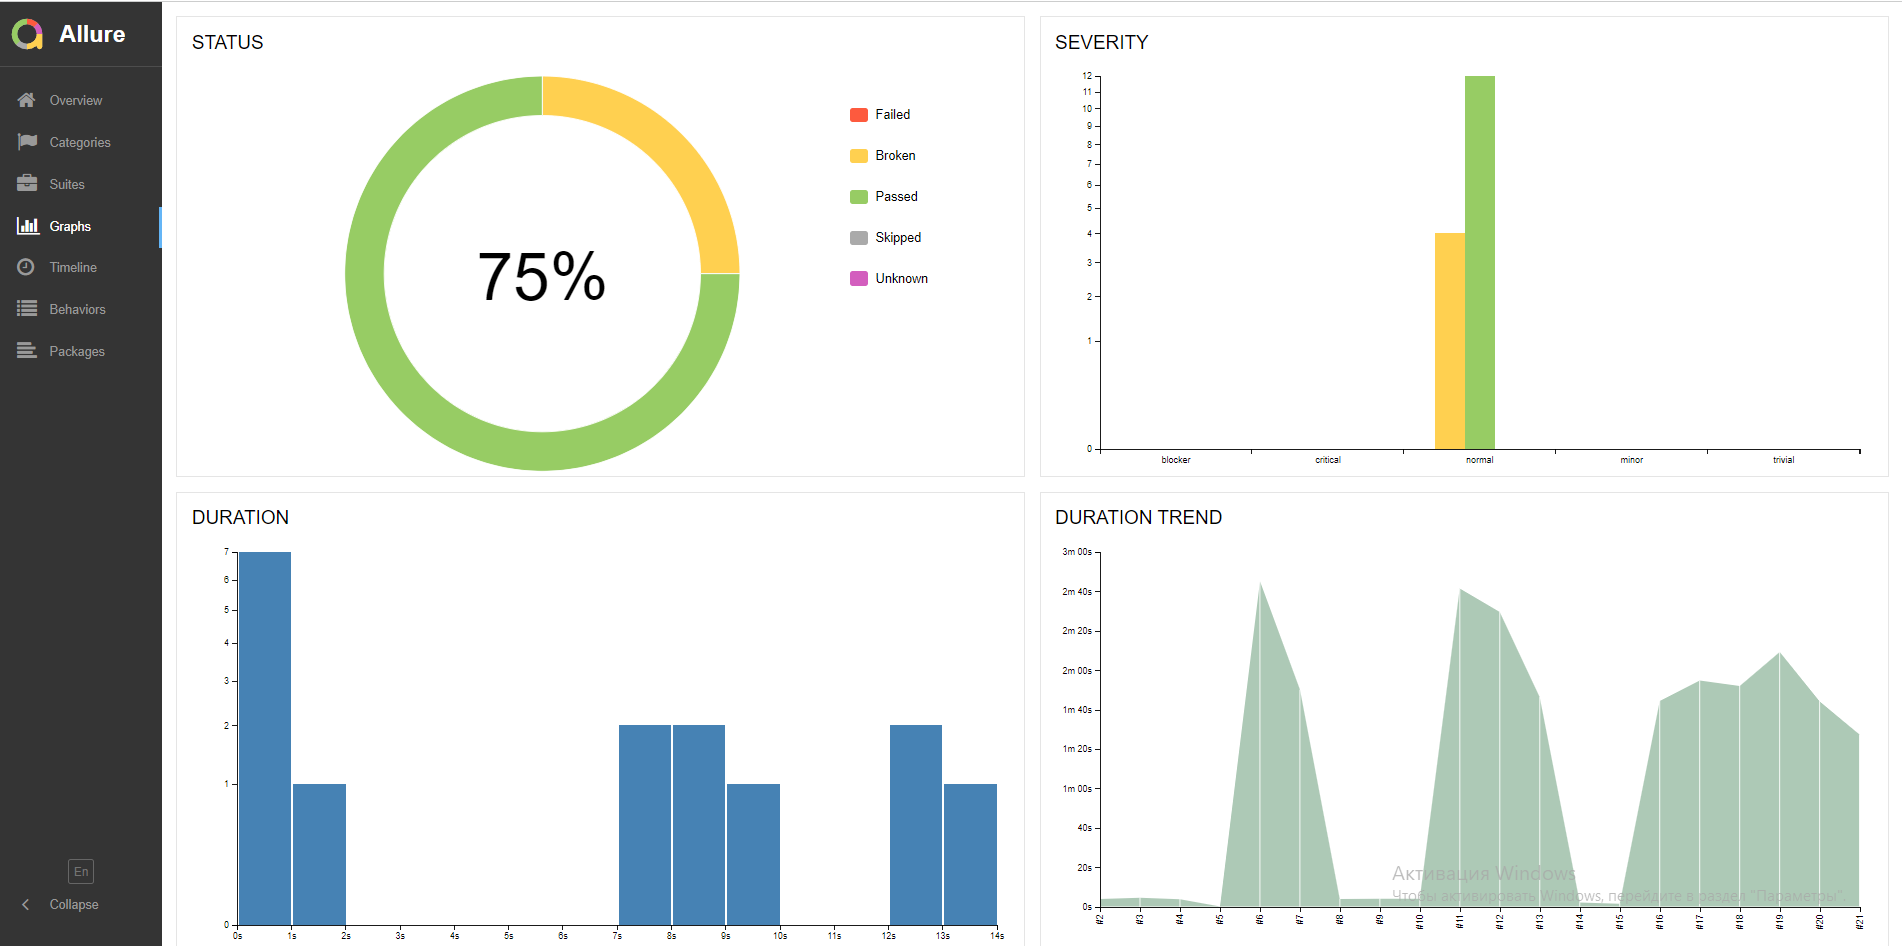 Allure
Overview
Categories
Suites
Graphs
Timeline
Behaviors
Packages
En
Collapse
STATUS
75%
Failed
Broken
Passed
Skipped
Unknown
SEVERITY
12
11
10
9
8
7
6
5
4
3
2
1
0
blocker critical normal minor trivial
DURATION
7
6
5
4
3
2
1
0
0s 1s 2s 3s 4s 5s 6s 7s 8s 9s 10s 11s 12s 13s 14s
DURATION TREND
3m 00s
2m 40s
2m 20s
2m 00s
1m 40s
1m 20s
1m 00s
40s
20s
0s
#2 #3 #4 #5 #6 #7 #8 #9 #10 #11 #12 #13 #14 #15 #16 #17 #18 #19 #20 #21
Активация Windows
Чтобы активировать Windows, перейдите в раздел "Параметры".